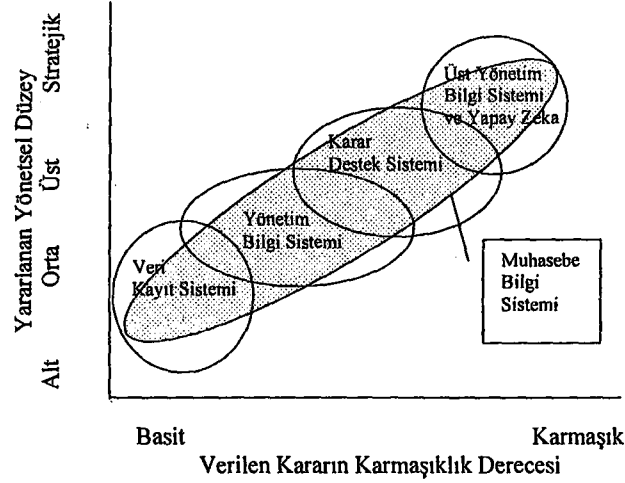 Yararlanan Yönetsel Düzey
Stratejik
Üst
Orta
Alt
Üst Yönetim
Bilgi Sistemi
ve Yapay Zeka
Karar
Destek Sistemi
Yönetim
Bilgi Sistemi
Veri
Kayıt Sistemi
Muhasebe
Bilgi
Sistemi
Basit
Karmaşık
Verilen Kararın Karmaşıklık Derecesi